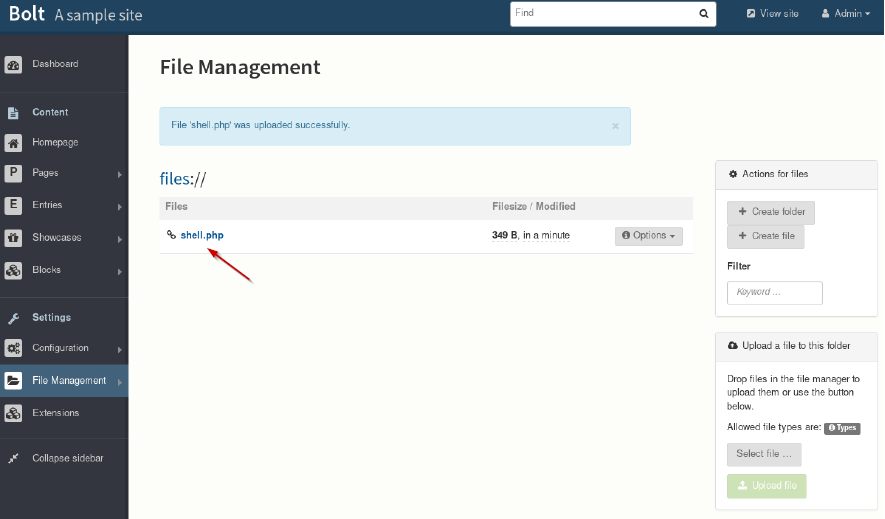 Bolt A sample site
Find
View site
Admin
Dashboard
Content
Homepage
P Pages
E Entries
Showcases
Blocks
Settings
Configuration
File Management
Extensions
Collapse sidebar
File Management
File 'shell.php' was uploaded successfully. ×
files://
Files Filesize / Modified
shell.php 349 B, in a minute Options
Actions for files
+ Create folder
+ Create file
Filter
Keyword ...
Upload a file to this folder
Drop files in the file manager to
upload them or use the button
below.
Allowed file types are: Types
Select file ...
Upload file